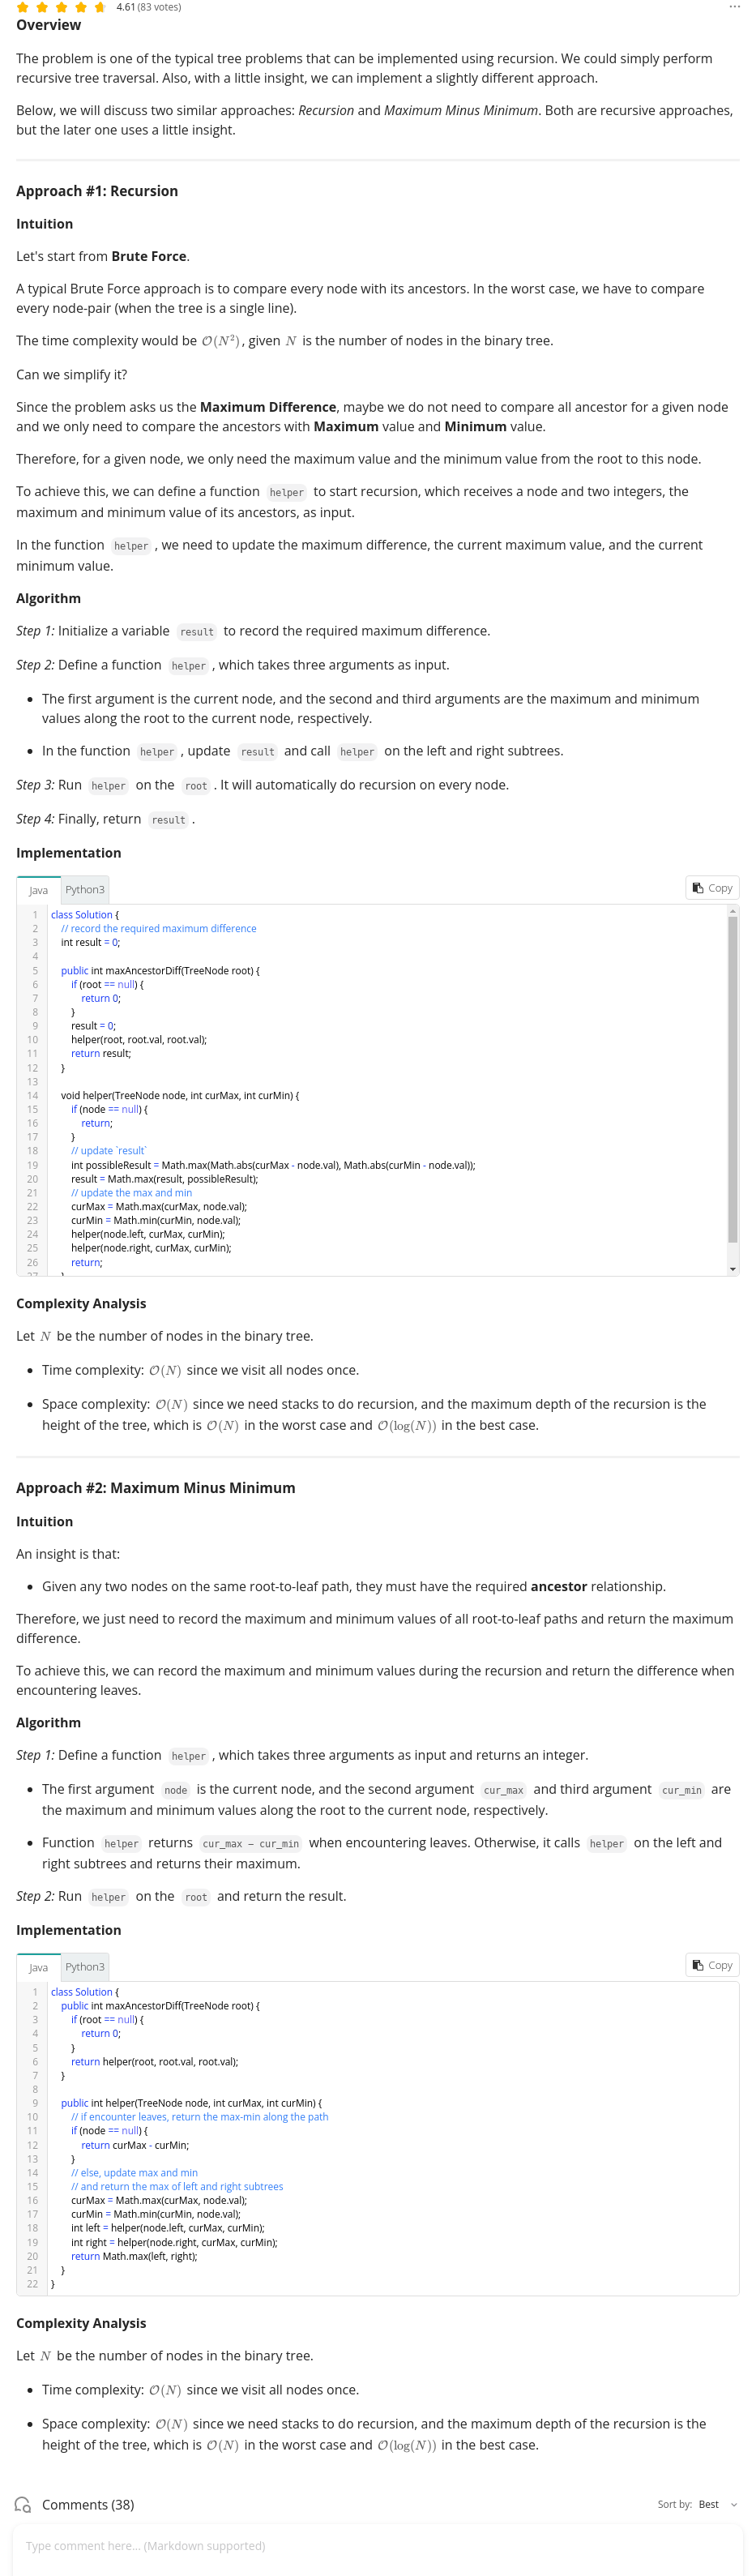 4.61 (83 votes)
Overview
The problem is one of the typical tree problems that can be implemented using recursion. We could simply perform
recursive tree traversal. Also, with a little insight, we can implement a slightly different approach.
Below, we will discuss two similar approaches: Recursion and Maximum Minus Minimum. Both are recursive approaches,
but the later one uses a little insight.
Approach #1: Recursion
Intuition
Let's start from Brute Force.
A typical Brute Force approach is to compare every node with its ancestors. In the worst case, we have to compare
every node-pair (when the tree is a single line).
The time complexity would be O(N²), given N is the number of nodes in the binary tree.
Can we simplify it?
Since the problem asks us the Maximum Difference, maybe we do not need to compare all ancestor for a given node
and we only need to compare the ancestors with Maximum value and Minimum value.
Therefore, for a given node, we only need the maximum value and the minimum value from the root to this node.
To achieve this, we can define a function helper to start recursion, which receives a node and two integers, the
maximum and minimum value of its ancestors, as input.
In the function helper, we need to update the maximum difference, the current maximum value, and the current
minimum value.
Algorithm
Step 1: Initialize a variable result to record the required maximum difference.
Step 2: Define a function helper, which takes three arguments as input.
• The first argument is the current node, and the second and third arguments are the maximum and minimum
values along the root to the current node, respectively.
• In the function helper, update result and call helper on the left and right subtrees.
Step 3: Run helper on the root. It will automatically do recursion on every node.
Step 4: Finally, return result.
Implementation
Java Python3 Copy
1 class Solution {
2 // record the required maximum difference
3 int result = 0;
4
5 public int maxAncestorDiff(TreeNode root) {
6 if (root == null) {
7 return 0;
8 }
9 result = 0;
10 helper(root, root.val, root.val);
11 return result;
12 }
13
14 void helper(TreeNode node, int curMax, int curMin) {
15 if (node == null) {
16 return;
17 }
18 // update `result`
19 int possibleResult = Math.max(Math.abs(curMax - node.val), Math.abs(curMin - node.val));
20 result = Math.max(result, possibleResult);
21 // update the max and min
22 curMax = Math.max(curMax, node.val);
23 curMin = Math.min(curMin, node.val);
24 helper(node.left, curMax, curMin);
25 helper(node.right, curMax, curMin);
26 return;
27 }
Complexity Analysis
Let N be the number of nodes in the binary tree.
• Time complexity: O(N) since we visit all nodes once.
• Space complexity: O(N) since we need stacks to do recursion, and the maximum depth of the recursion is the
height of the tree, which is O(N) in the worst case and O(log(N)) in the best case.
Approach #2: Maximum Minus Minimum
Intuition
An insight is that:
• Given any two nodes on the same root-to-leaf path, they must have the required ancestor relationship.
Therefore, we just need to record the maximum and minimum values of all root-to-leaf paths and return the maximum
difference.
To achieve this, we can record the maximum and minimum values during the recursion and return the difference when
encountering leaves.
Algorithm
Step 1: Define a function helper, which takes three arguments as input and returns an integer.
• The first argument node is the current node, and the second argument cur_max and third argument cur_min are
the maximum and minimum values along the root to the current node, respectively.
• Function helper returns cur_max − cur_min when encountering leaves. Otherwise, it calls helper on the left and
right subtrees and returns their maximum.
Step 2: Run helper on the root and return the result.
Implementation
Java Python3 Copy
1 class Solution {
2 public int maxAncestorDiff(TreeNode root) {
3 if (root == null) {
4 return 0;
5 }
6 return helper(root, root.val, root.val);
7 }
8
9 public int helper(TreeNode node, int curMax, int curMin) {
10 // if encounter leaves, return the max-min along the path
11 if (node == null) {
12 return curMax - curMin;
13 }
14 // else, update max and min
15 // and return the max of left and right subtrees
16 curMax = Math.max(curMax, node.val);
17 curMin = Math.min(curMin, node.val);
18 int left = helper(node.left, curMax, curMin);
19 int right = helper(node.right, curMax, curMin);
20 return Math.max(left, right);
21 }
22 }
Complexity Analysis
Let N be the number of nodes in the binary tree.
• Time complexity: O(N) since we visit all nodes once.
• Space complexity: O(N) since we need stacks to do recursion, and the maximum depth of the recursion is the
height of the tree, which is O(N) in the worst case and O(log(N)) in the best case.
Comments (38) Sort by: Best
Type comment here... (Markdown supported)